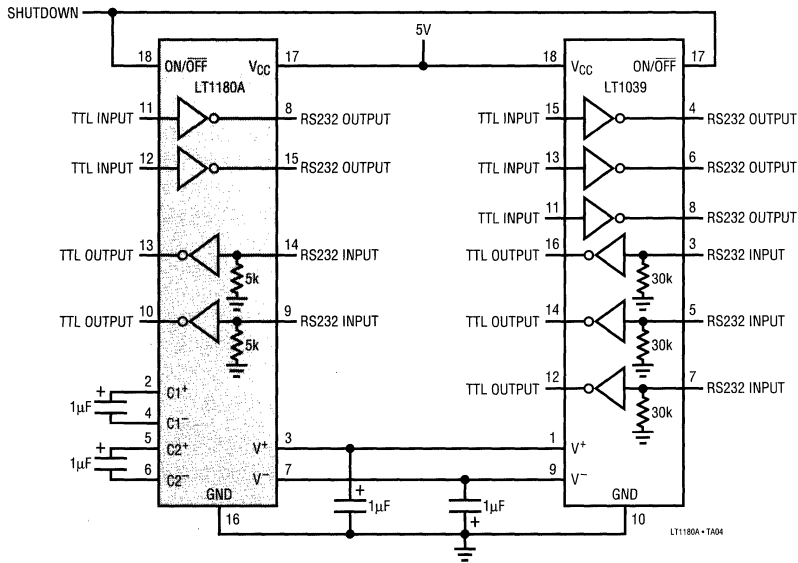 SHUTDOWN
5V
18 ON/OFF VCC 17
LT1180A
18 VCC ON/OFF 17
LT1039
TTL INPUT 11 8 RS232 OUTPUT
TTL INPUT 15 4 RS232 OUTPUT
TTL INPUT 12 15 RS232 OUTPUT
TTL INPUT 13 6 RS232 OUTPUT
TTL INPUT 11 8 RS232 OUTPUT
TTL OUTPUT 13 14 RS232 INPUT
5k
TTL OUTPUT 16 3 RS232 INPUT
30k
TTL OUTPUT 10 9 RS232 INPUT
5k
TTL OUTPUT 14 5 RS232 INPUT
30k
TTL OUTPUT 12 7 RS232 INPUT
30k
+ 2 C1+
1µF
4 C1–
+ 5 C2+
1µF
6 C2–
V+ 3
V– 7
1 V+
9 V–
+ 1µF
1µF +
GND
16
GND
10
LT1180A • TA04